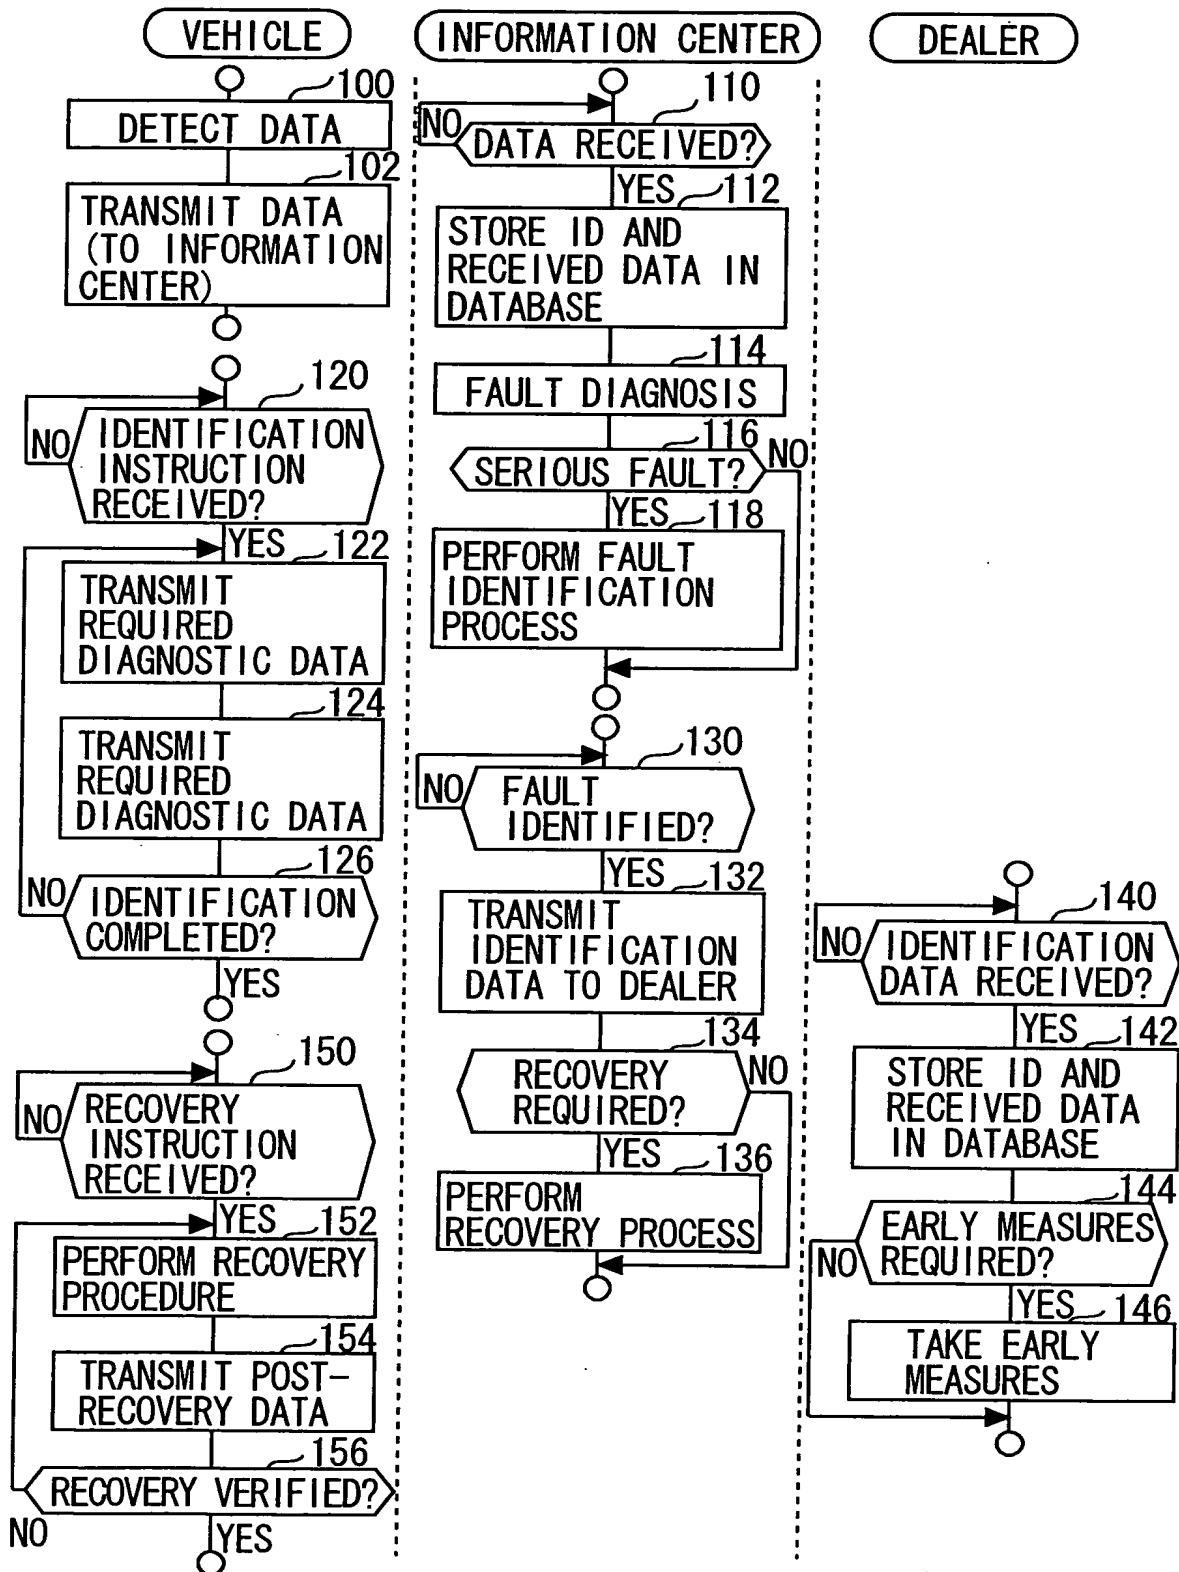 VEHICLE
100
DETECT DATA
102
TRANSMIT DATA
(TO INFORMATION
CENTER)
120
NO
IDENTIFICATION
INSTRUCTION
RECEIVED?
YES
122
TRANSMIT
REQUIRED
DIAGNOSTIC DATA
124
TRANSMIT
REQUIRED
DIAGNOSTIC DATA
126
NO
IDENTIFICATION
COMPLETED?
YES
150
NO
RECOVERY
INSTRUCTION
RECEIVED?
YES
152
PERFORM RECOVERY
PROCEDURE
154
TRANSMIT POST-
RECOVERY DATA
156
RECOVERY VERIFIED?
NO
YES
INFORMATION CENTER
110
NO
DATA RECEIVED?
YES
112
STORE ID AND
RECEIVED DATA IN
DATABASE
114
FAULT DIAGNOSIS
116
NO
SERIOUS FAULT?
YES
118
PERFORM FAULT
IDENTIFICATION
PROCESS
130
NO
FAULT
IDENTIFIED?
YES
132
TRANSMIT
IDENTIFICATION
DATA TO DEALER
134
RECOVERY
REQUIRED?
NO
YES
136
PERFORM
RECOVERY PROCESS
DEALER
140
NO
IDENTIFICATION
DATA RECEIVED?
YES
142
STORE ID AND
RECEIVED DATA
IN DATABASE
144
EARLY MEASURES
REQUIRED?
NO
YES
146
TAKE EARLY
MEASURES